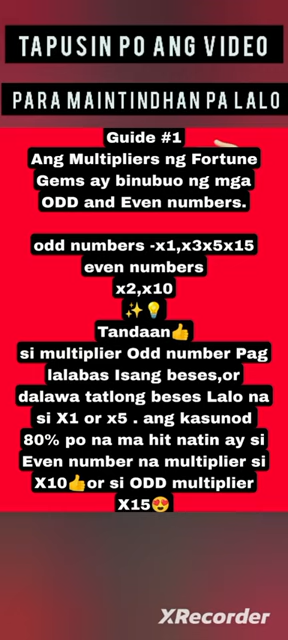 TAPUSIN PO ANG VIDEO
PARA MAINTINDHAN PA LALO
Guide #1
Ang Multipliers ng Fortune
Gems ay binubuo ng mga
ODD and Even numbers.
odd numbers -x1,x3x5x15
even numbers
x2,x10
✨💡
Tandaan👍
si multiplier Odd number Pag
lalabas Isang beses,or
dalawa tatlong beses Lalo na
si X1 or x5 . ang kasunod
80% po na ma hit natin ay si
Even number na multiplier si
X10👍or si ODD multiplier
X15😍
XRecorder